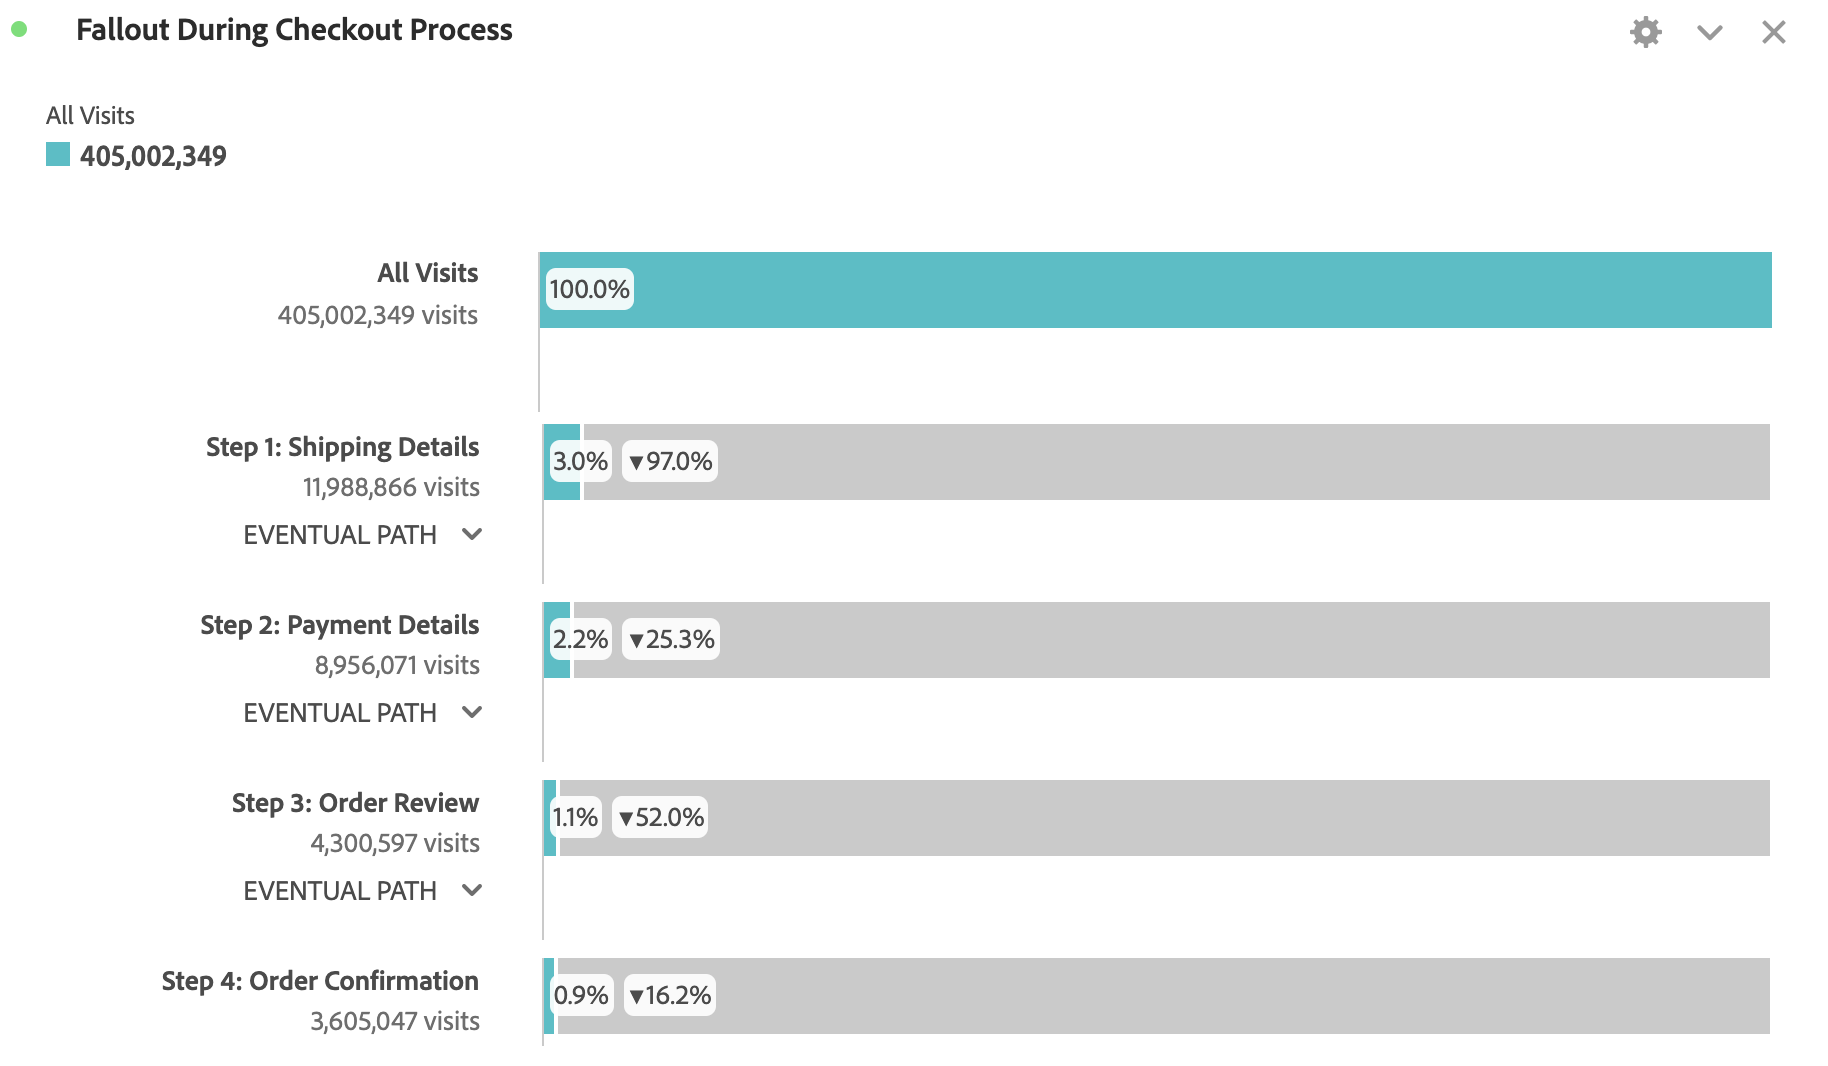 Fallout During Checkout Process
All Visits
405,002,349
All Visits
405,002,349 visits
100.0%
Step 1: Shipping Details
11,988,866 visits
EVENTUAL PATH
3.0% ▼97.0%
Step 2: Payment Details
8,956,071 visits
EVENTUAL PATH
2.2% ▼25.3%
Step 3: Order Review
4,300,597 visits
EVENTUAL PATH
1.1% ▼52.0%
Step 4: Order Confirmation
3,605,047 visits
0.9% ▼16.2%